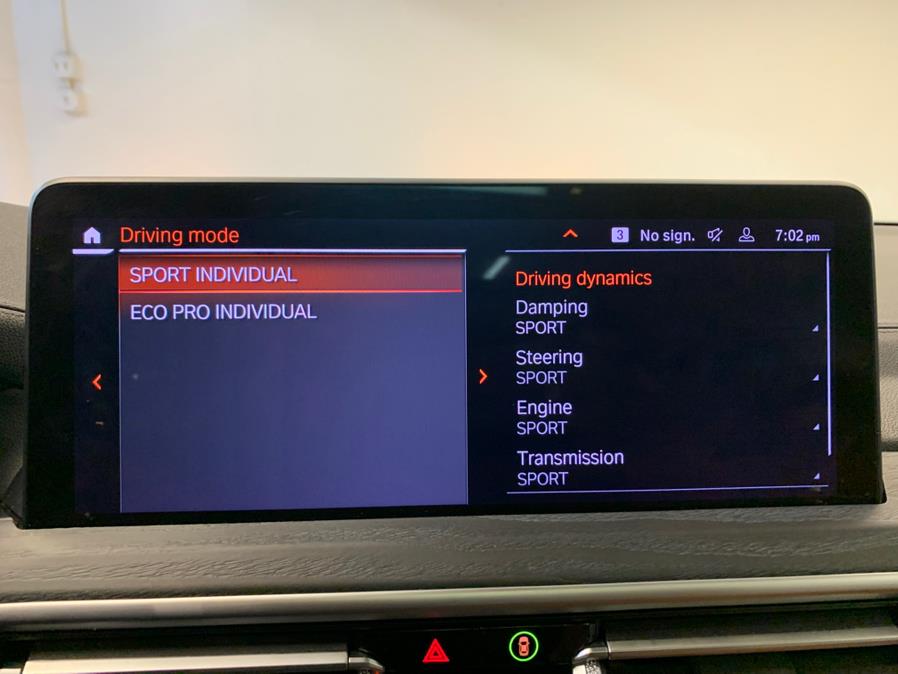 Driving mode
3 No sign. 7:02 pm
SPORT INDIVIDUAL
ECO PRO INDIVIDUAL
Driving dynamics
Damping
SPORT
Steering
SPORT
Engine
SPORT
Transmission
SPORT